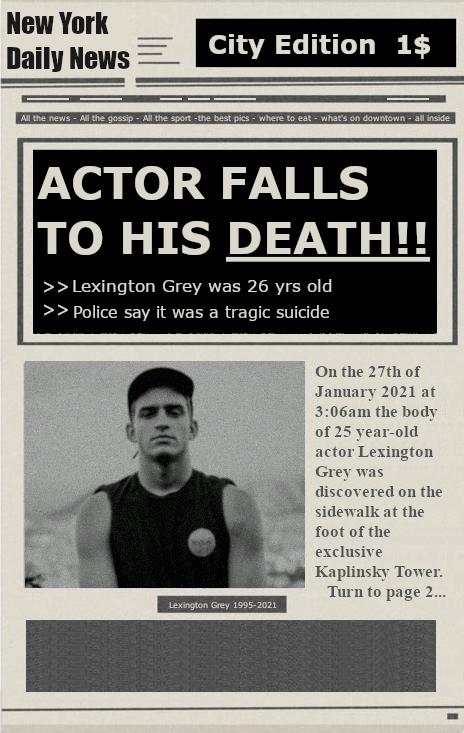 New York
Daily News
City Edition 1$
All the news - All the gossip - All the sport -the best pics - where to eat - what's on downtown - all inside
ACTOR FALLS
TO HIS DEATH!!
>> Lexington Grey was 26 yrs old
>> Police say it was a tragic suicide
On the 27th of
January 2021 at
3:06am the body
of 25 year-old
actor Lexington
Grey was
discovered on the
sidewalk at the
foot of the
exclusive
Kaplinsky Tower.
Turn to page 2...
Lexington Grey 1995-2021